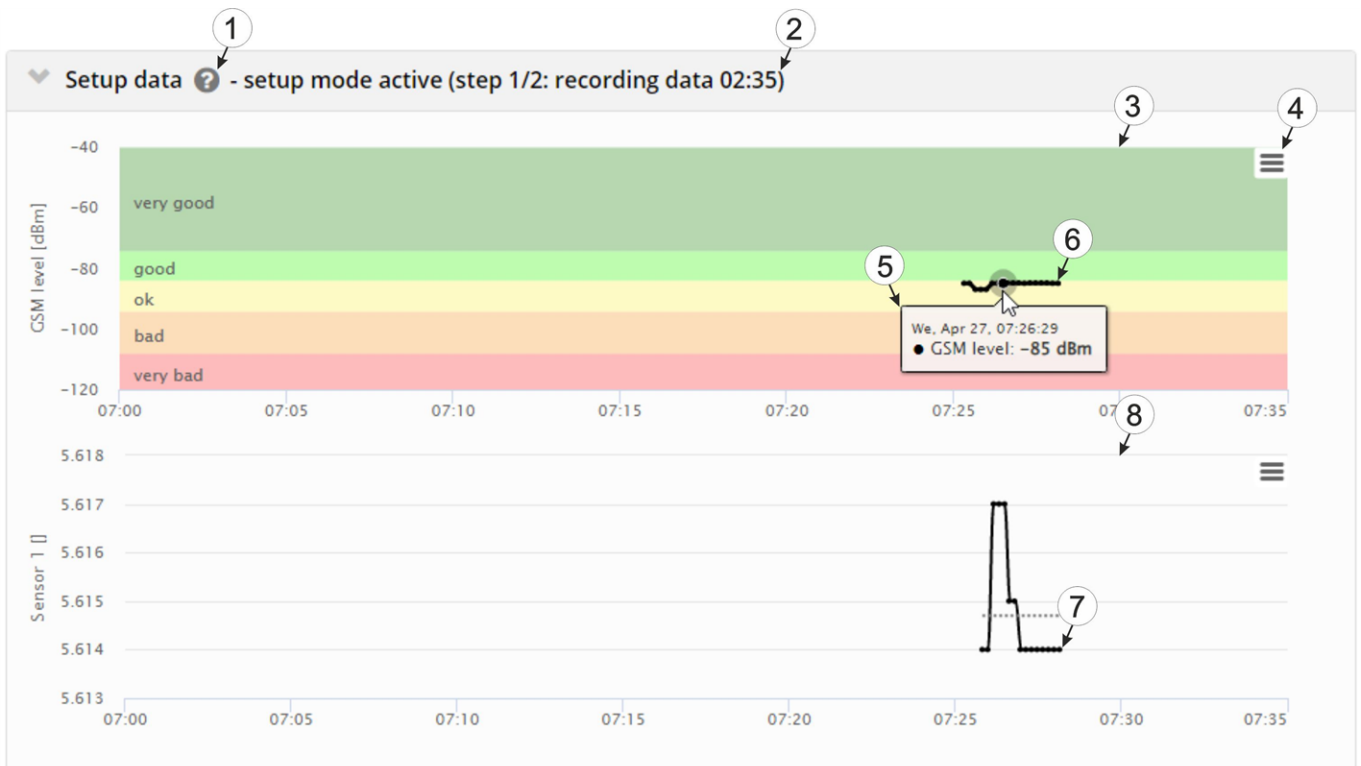 1
2
Setup data ? - setup mode active (step 1/2: recording data 02:35)
3
4
GSM level [dBm]
-40
-60
-80
-100
-120
very good
good
ok
bad
very bad
5
6
We, Apr 27, 07:26:29
● GSM level: -85 dBm
07:00 07:05 07:10 07:15 07:20 07:25 07:35
8
Sensor 1 []
5.618
5.617
5.616
5.615
5.614
5.613
7
07:00 07:05 07:10 07:15 07:20 07:25 07:30 07:35